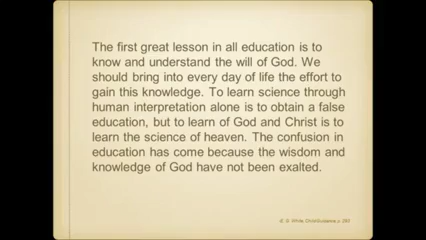 The first great lesson in all education is to
know and understand the will of God. We
should bring into every day of life the effort to
gain this knowledge. To learn science through
human interpretation alone is to obtain a false
education, but to learn of God and Christ is to
learn the science of heaven. The confusion in
education has come because the wisdom and
knowledge of God have not been exalted.
E. G. White, Child Guidance, p. 293